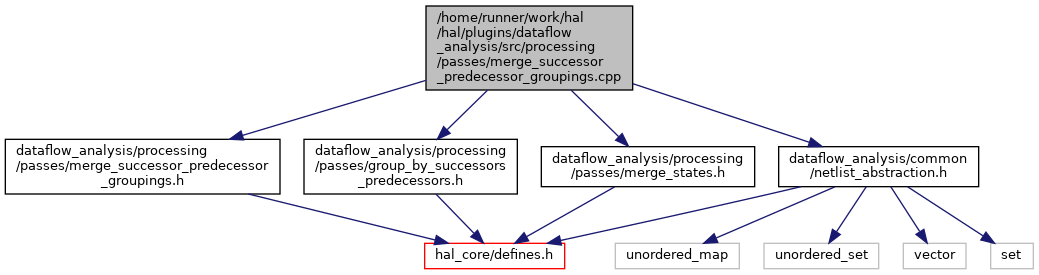 /home/runner/work/hal
/hal/plugins/dataflow
_analysis/src/processing
/passes/merge_successor
_predecessor_groupings.cpp
dataflow_analysis/processing
/passes/merge_successor_predecessor
_groupings.h
dataflow_analysis/processing
/passes/group_by_successors
_predecessors.h
dataflow_analysis/processing
/passes/merge_states.h
dataflow_analysis/common
/netlist_abstraction.h
hal_core/defines.h
unordered_map
unordered_set
vector
set